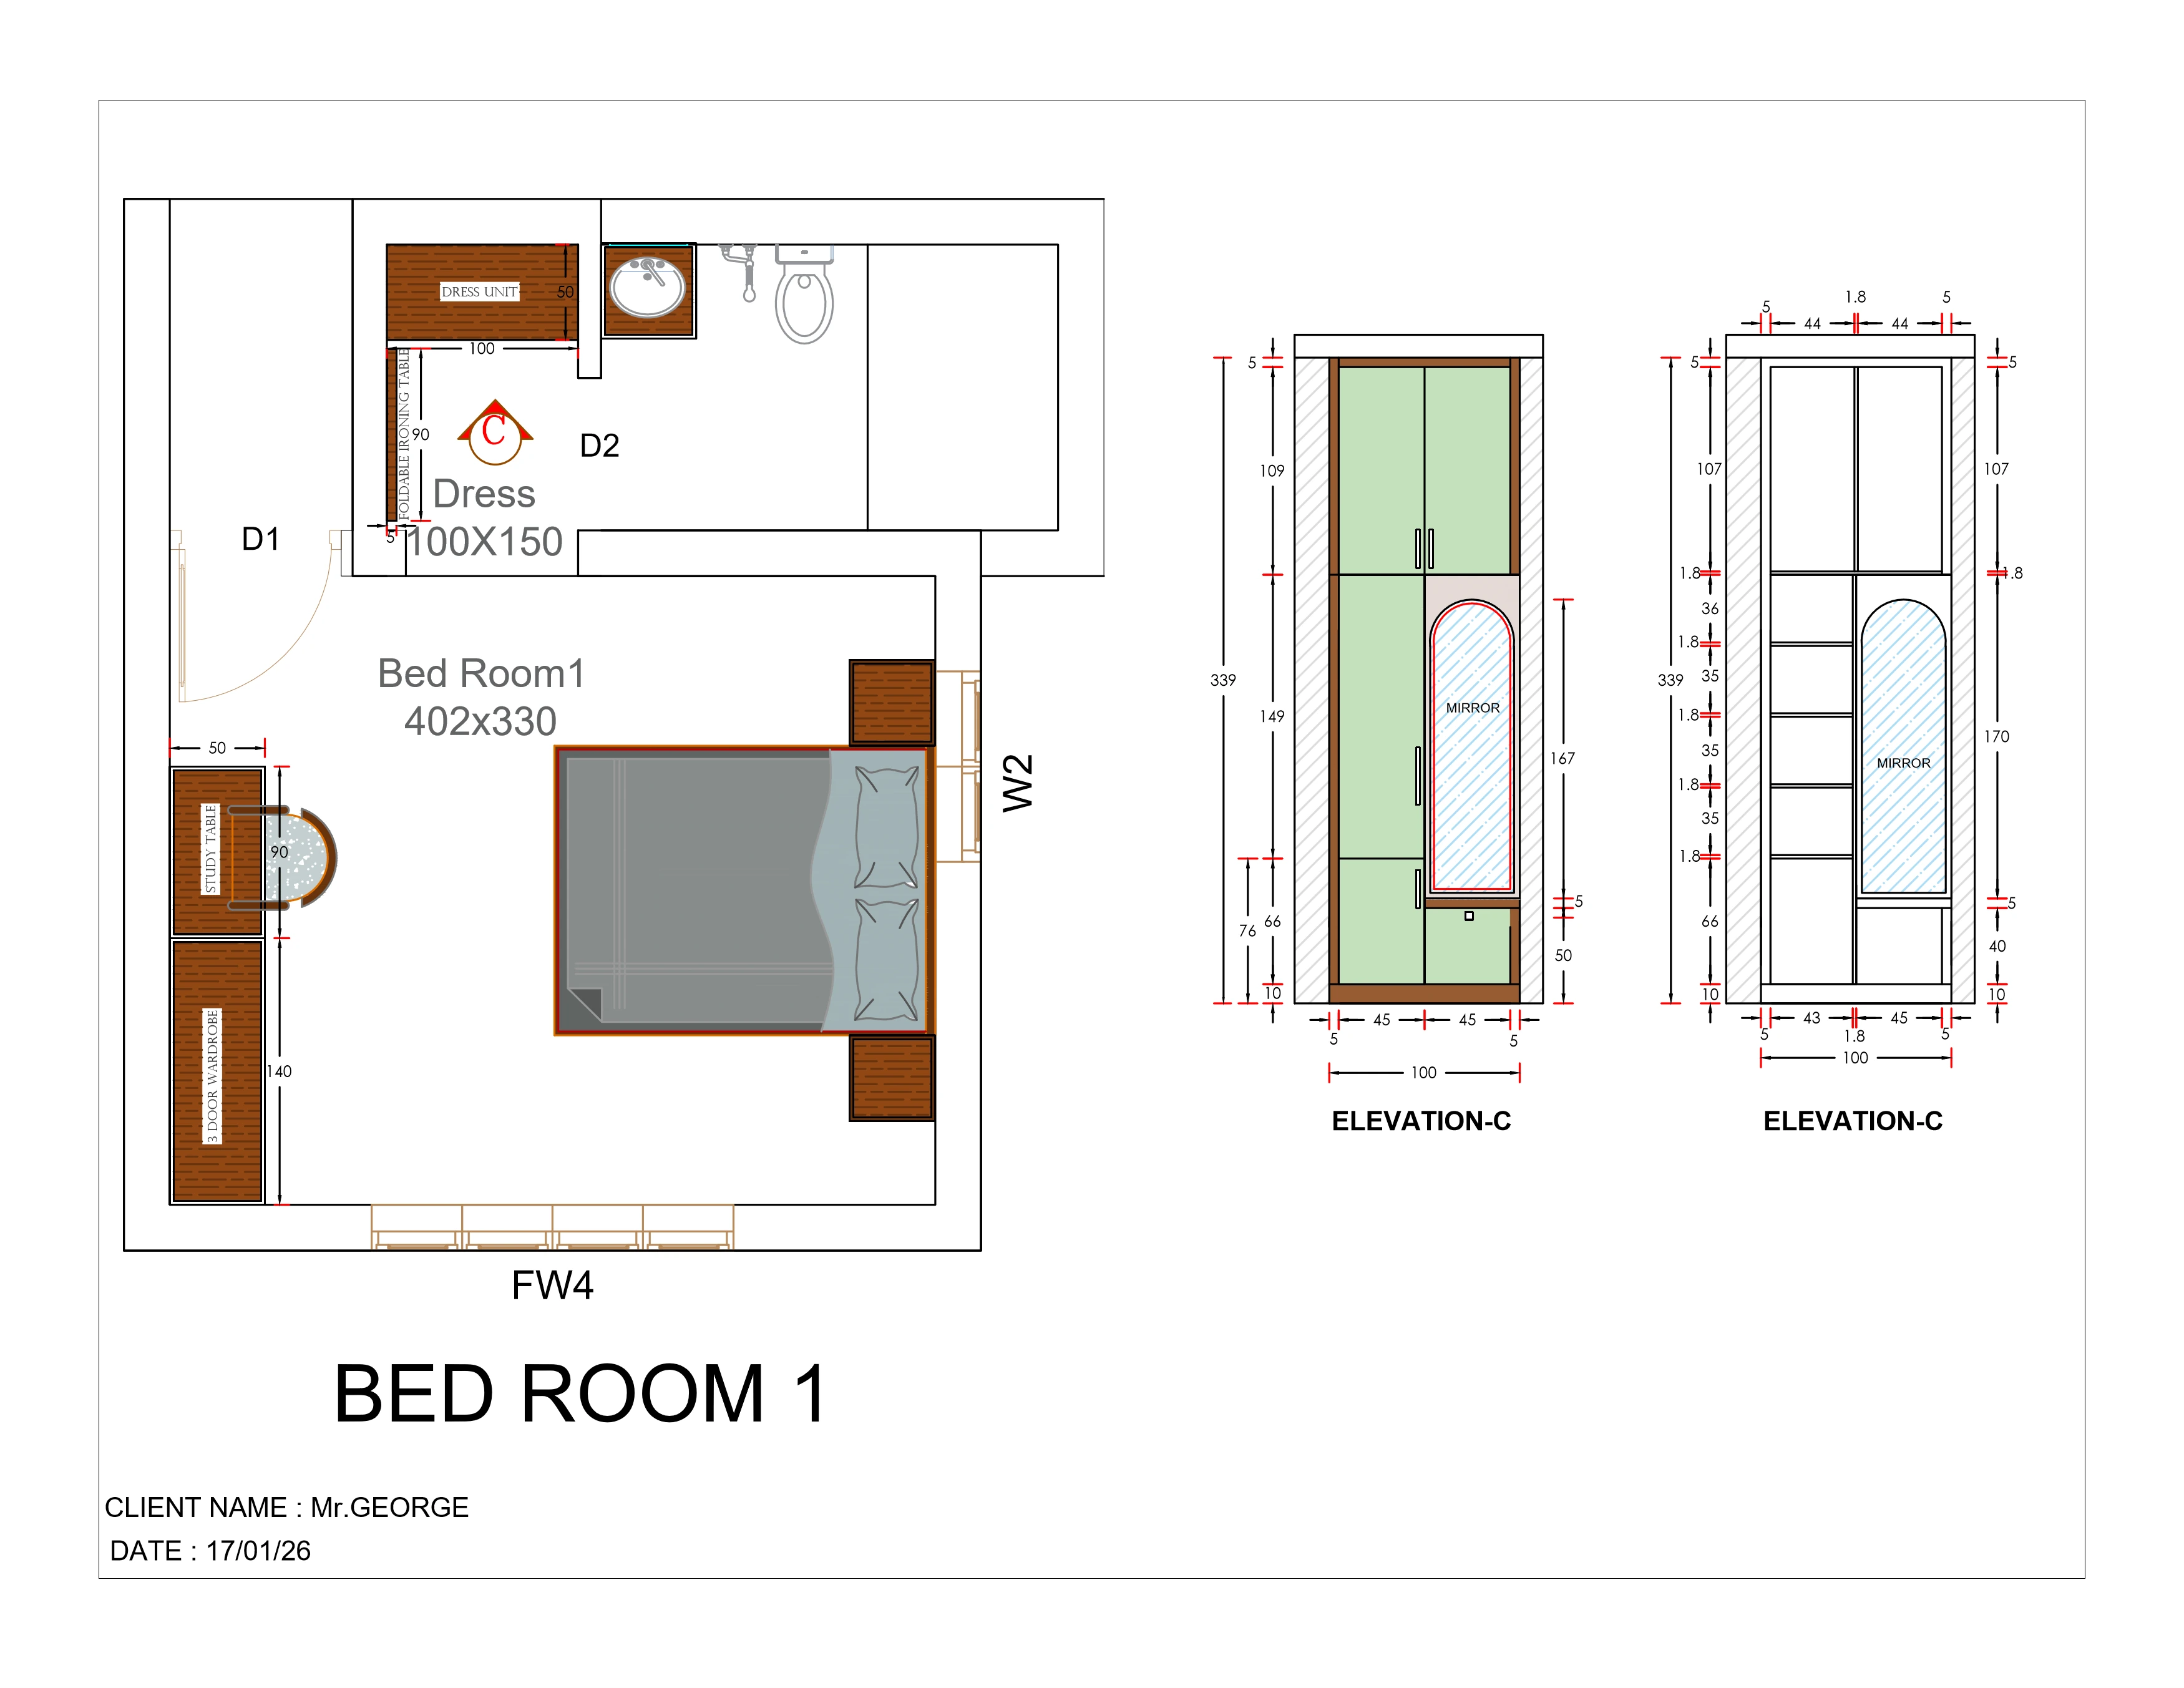 DRESS UNIT
50
100
FOLDABLE IRONING TABLE
90
C
D2
Dress
100X150
5
D1
Bed Room1
402x330
W2
50
STUDY TABLE
90
3 DOOR WARDROBE
140
FW4
BED ROOM 1
CLIENT NAME : Mr.GEORGE
DATE : 17/01/26
5
109
339
149
MIRROR
167
5
76
66
50
10
45
45
5
5
100
ELEVATION-C
5
1.8
5
44
44
5
5
107
107
1.8
1.8
36
1.8
339
35
1.8
35
170
MIRROR
1.8
35
1.8
5
66
40
10
10
43
45
5
1.8
5
100
ELEVATION-C